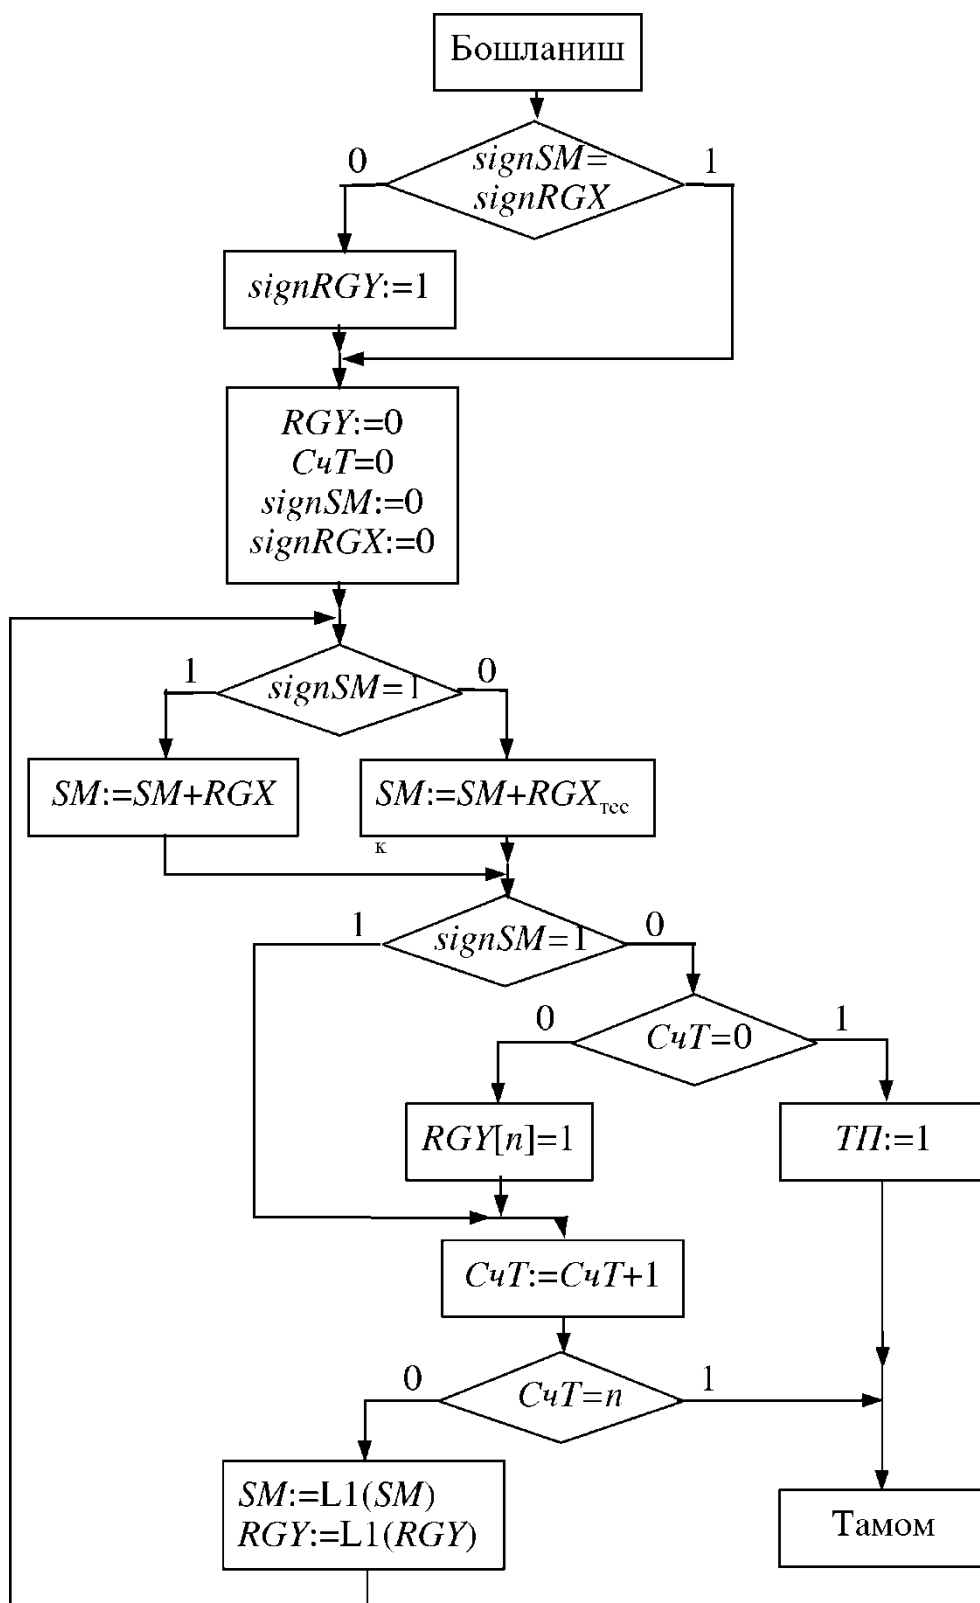 Бошланиш
0
signSM=
1
signRGX
signRGY:=1
RGY:=0
СчТ=0
signSM:=0
signRGX:=0
1
signSM=1
0
SM:=SM+RGX
SM:=SM+RGXтес
к
1
signSM=1
0
0
СчТ=0
1
RGY[n]=1
ТП:=1
СчТ:=СчТ+1
0
СчТ=n
1
SM:=L1(SM)
RGY:=L1(RGY)
Тамом